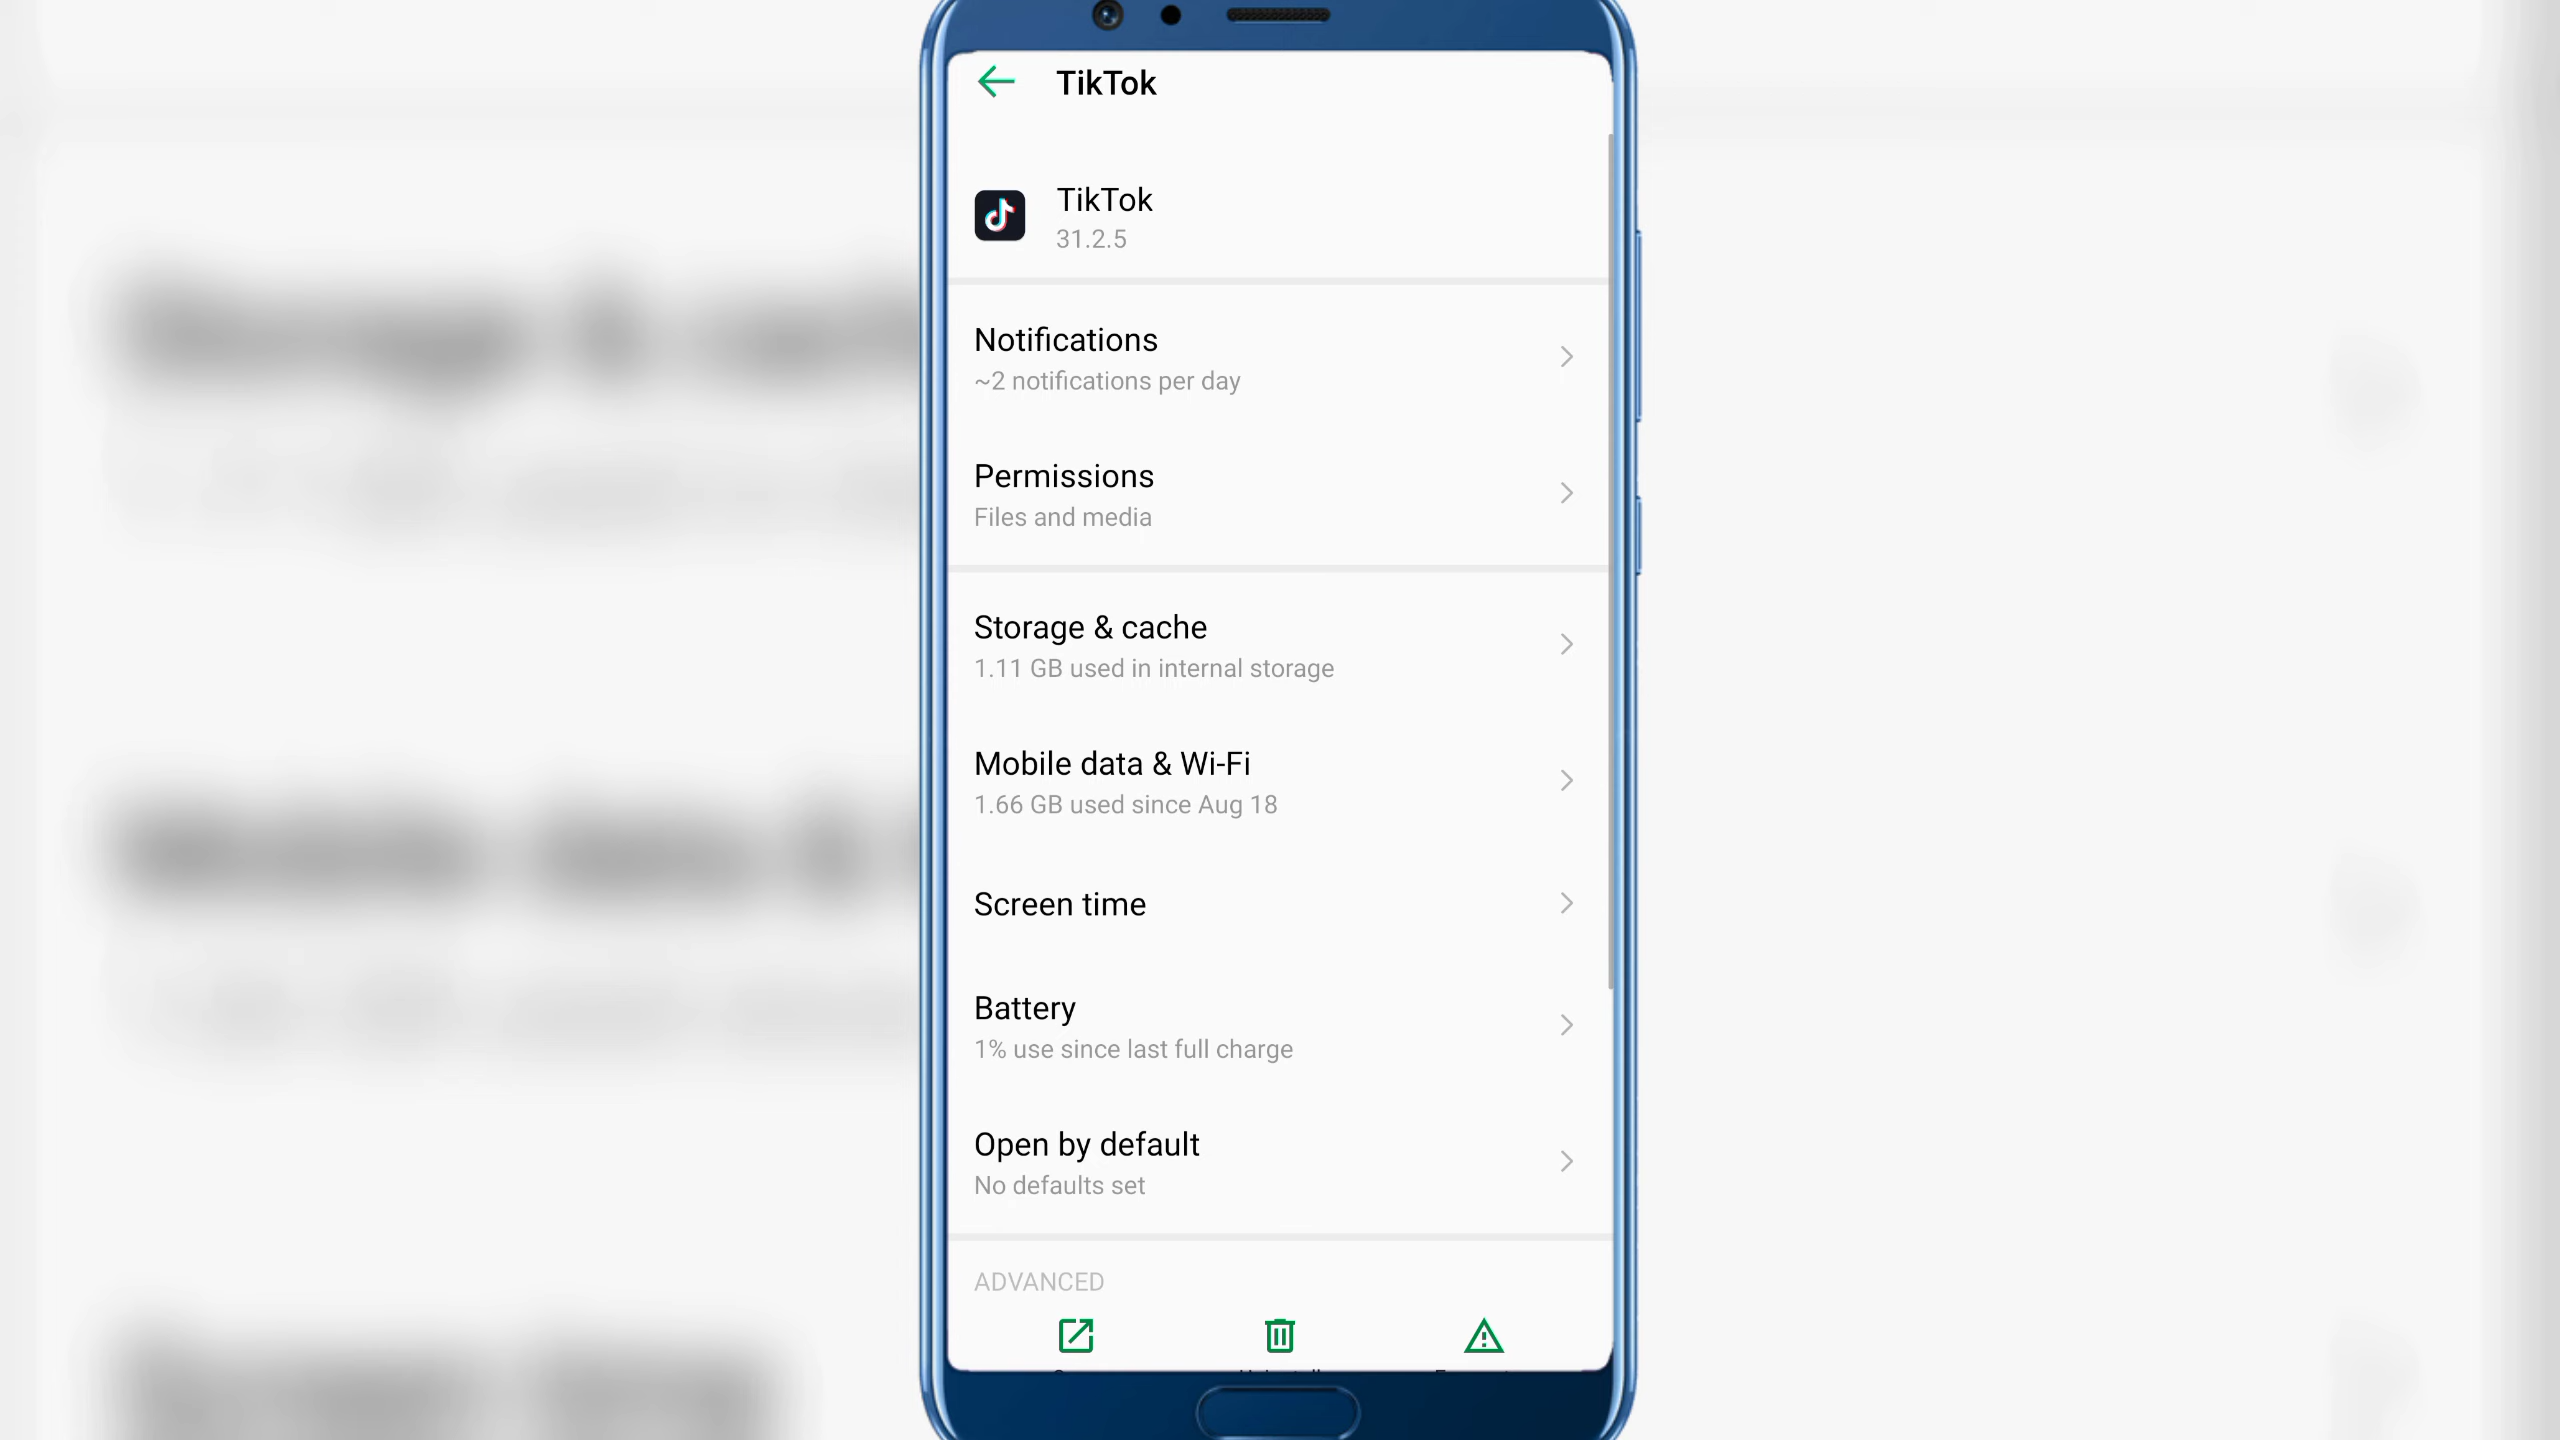 TikTok
TikTok
31.2.5
Notifications
~2 notifications per day
Permissions
Files and media
Storage & cache
1.11 GB used in internal storage
Mobile data & Wi-Fi
1.66 GB used since Aug 18
Screen time
Battery
1% use since last full charge
Open by default
No defaults set
ADVANCED